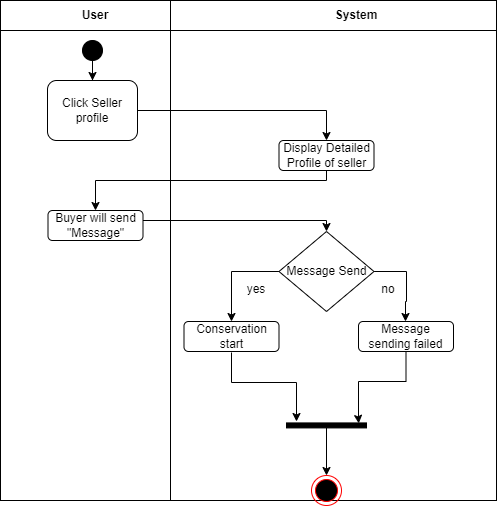 User
System
Click Seller
profile
Display Detailed
Profile of seller
Buyer will send
"Message"
Message Send
yes
no
Conservation
start
Message
sending failed